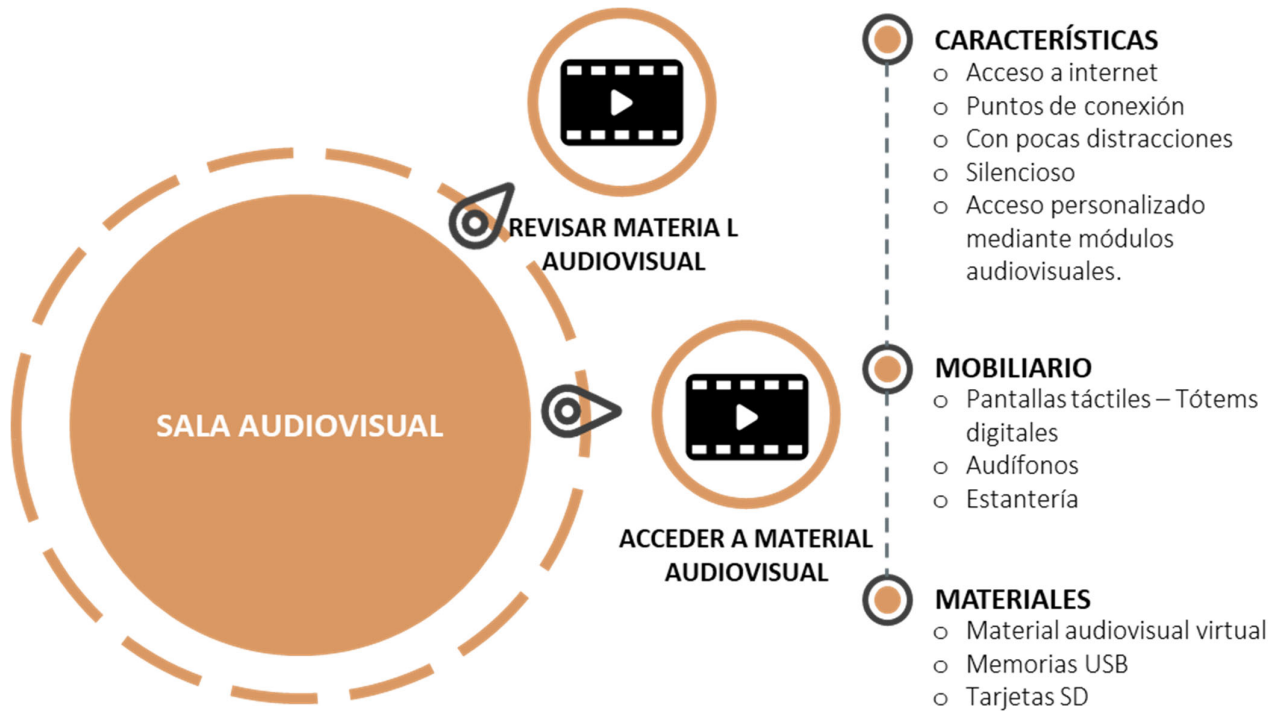 SALA AUDIOVISUAL
REVISAR MATERIA L
AUDIOVISUAL
ACCEDER A MATERIAL
AUDIOVISUAL
CARACTERÍSTICAS
o Acceso a internet
o Puntos de conexión
o Con pocas distracciones
o Silencioso
o Acceso personalizado
mediante módulos
audiovisuales.
MOBILIARIO
o Pantallas táctiles – Tótems
digitales
o Audífonos
o Estantería
MATERIALES
o Material audiovisual virtual
o Memorias USB
o Tarjetas SD